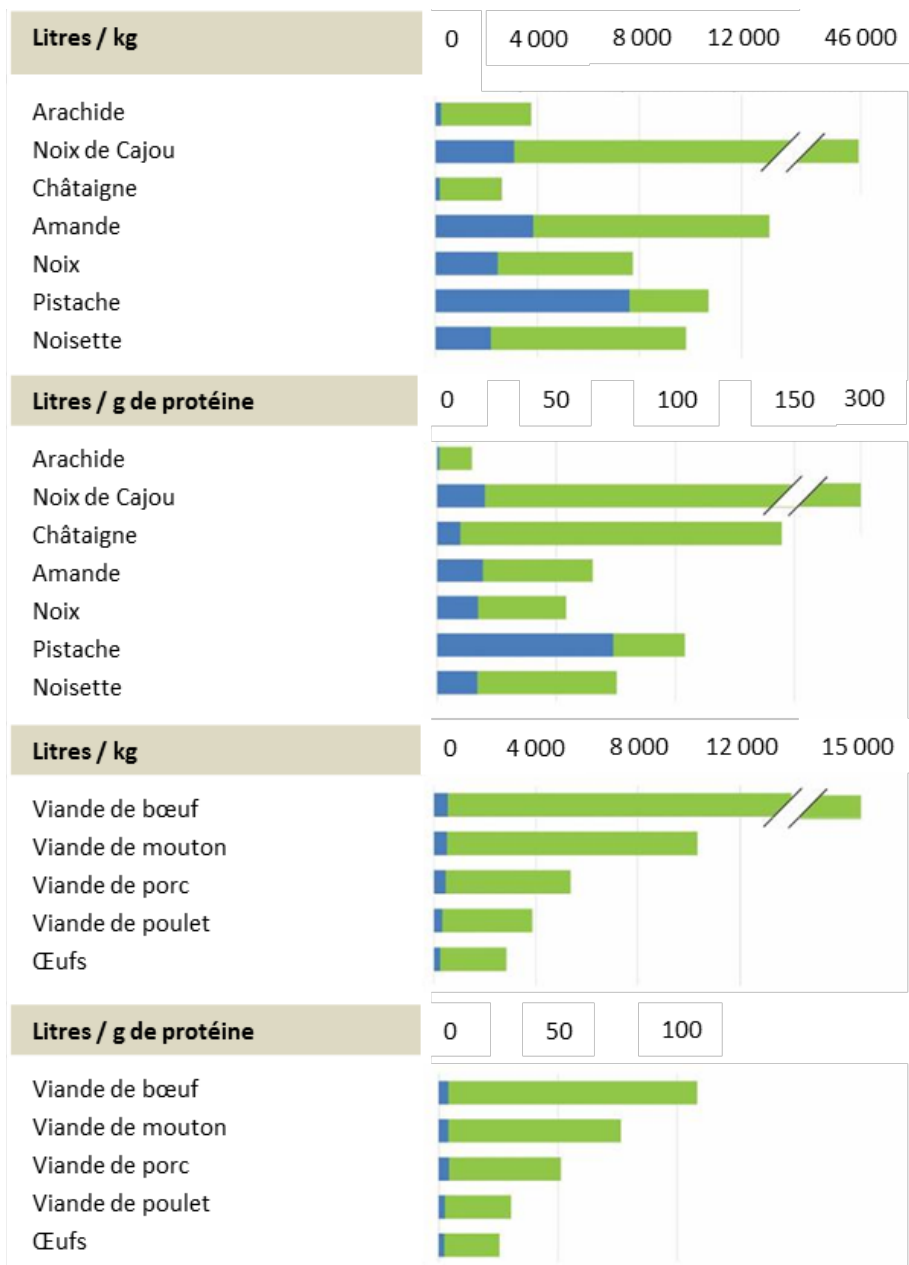 Litres / kg 0 4 000 8 000 12 000 46 000
Arachide
Noix de Cajou
Châtaigne
Amande
Noix
Pistache
Noisette
Litres / g de protéine 0 50 100 150 300
Arachide
Noix de Cajou
Châtaigne
Amande
Noix
Pistache
Noisette
Litres / kg 0 4 000 8 000 12 000 15 000
Viande de bœuf
Viande de mouton
Viande de porc
Viande de poulet
Œufs
Litres / g de protéine 0 50 100
Viande de bœuf
Viande de mouton
Viande de porc
Viande de poulet
Œufs